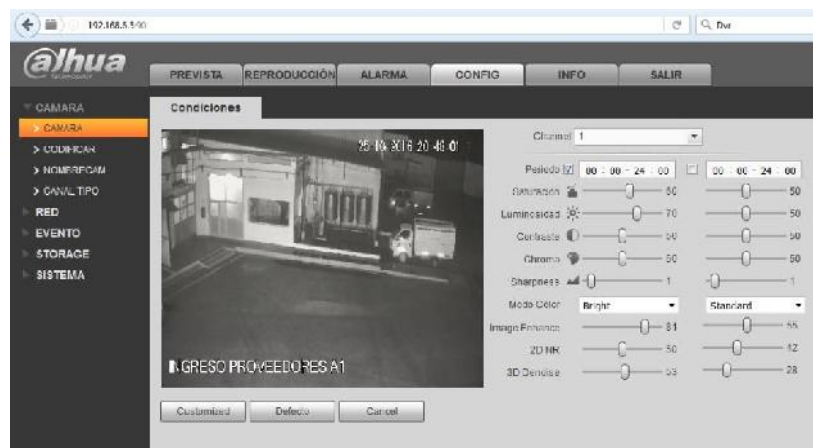 192.168.5.5:90
Dvr
alhua
TECHNOLOGY
PREVISTA REPRODUCCIÓN ALARMA CONFIG INFO SALIR
CAMARA
> CAMARA
> CODIFICAR
> NOMBRECAM
> CANAL TIPO
RED
EVENTO
STORAGE
SISTEMA
Condiciones
INGRESO PROVEEDORES A1
Channel 1
Periodo 00 : 00 - 24 : 00 00 : 00 - 24 : 00
Saturación 50
Luminosidad 70 50
Contraste 50 50
Chroma 50 50
Sharpness 1 1
Modo Color Bright Standard
Image Enhance 81 55
2D NR 50 42
3D Denoise 53 28
Customized Defecto Cancel